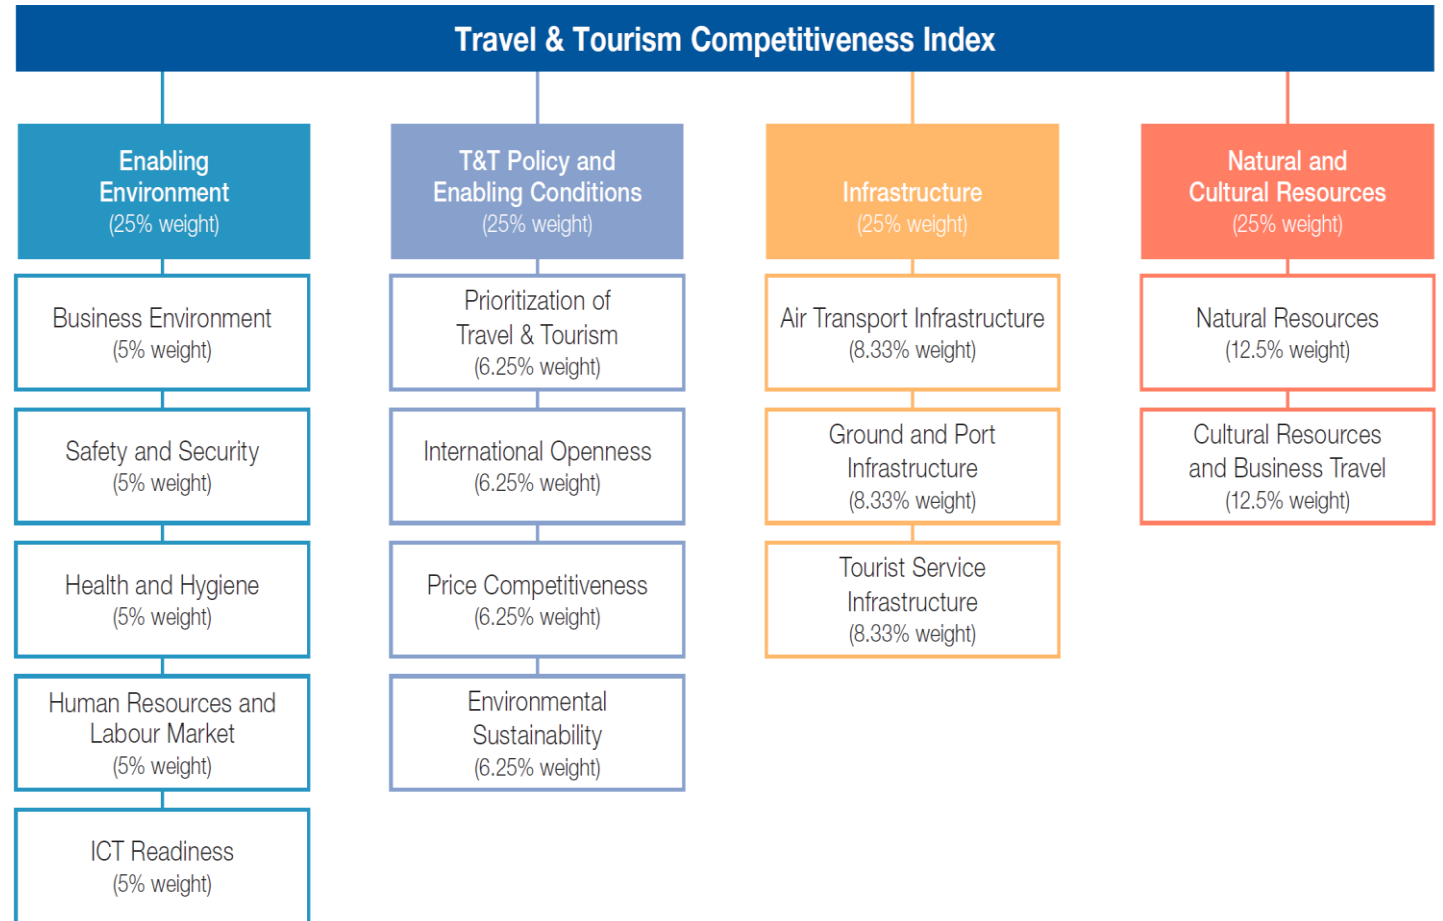 Travel & Tourism Competitiveness Index
Enabling
Environment
(25% weight)
Business Environment
(5% weight)
Safety and Security
(5% weight)
Health and Hygiene
(5% weight)
Human Resources and
Labour Market
(5% weight)
ICT Readiness
(5% weight)
T&T Policy and
Enabling Conditions
(25% weight)
Prioritization of
Travel & Tourism
(6.25% weight)
International Openness
(6.25% weight)
Price Competitiveness
(6.25% weight)
Environmental
Sustainability
(6.25% weight)
Infrastructure
(25% weight)
Air Transport Infrastructure
(8.33% weight)
Ground and Port
Infrastructure
(8.33% weight)
Tourist Service
Infrastructure
(8.33% weight)
Natural and
Cultural Resources
(25% weight)
Natural Resources
(12.5% weight)
Cultural Resources
and Business Travel
(12.5% weight)